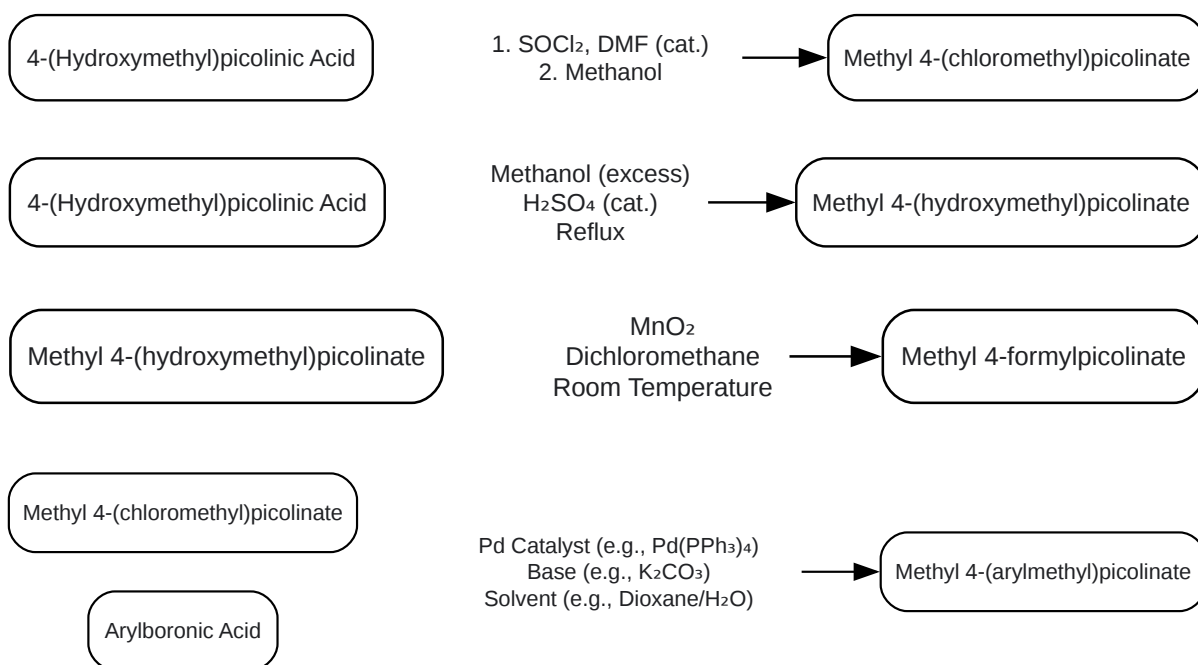 4-(Hydroxymethyl)picolinic Acid
1. SOCl₂, DMF (cat.)
2. Methanol
Methyl 4-(chloromethyl)picolinate
4-(Hydroxymethyl)picolinic Acid
Methanol (excess)
H₂SO₄ (cat.)
Reflux
Methyl 4-(hydroxymethyl)picolinate
Methyl 4-(hydroxymethyl)picolinate
MnO₂
Dichloromethane
Room Temperature
Methyl 4-formylpicolinate
Methyl 4-(chloromethyl)picolinate
Arylboronic Acid
Pd Catalyst (e.g., Pd(PPh₃)₄)
Base (e.g., K₂CO₃)
Solvent (e.g., Dioxane/H₂O)
Methyl 4-(arylmethyl)picolinate